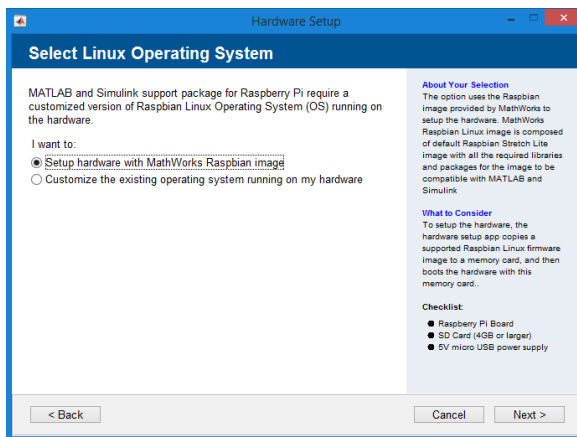 Hardware Setup
Select Linux Operating System
MATLAB and Simulink support package for Raspberry Pi require a
customized version of Raspbian Linux Operating System (OS) running on
the hardware.
I want to:
Setup hardware with MathWorks Raspbian image
Customize the existing operating system running on my hardware
About Your Selection
The option uses the Raspbian
image provided by MathWorks to
setup the hardware. MathWorks
Raspbian Linux image is composed
of default Raspbian Stretch Lite
image with all the required libraries
and packages for the image to be
compatible with MATLAB and
Simulink
What to Consider
To setup the hardware, the
hardware setup app copies a
supported Raspbian Linux firmware
image to a memory card, and then
boots the hardware with this
memory card..
Checklist:
Raspberry Pi Board
SD Card (4GB or larger)
5V micro USB power supply
< Back
Cancel
Next >